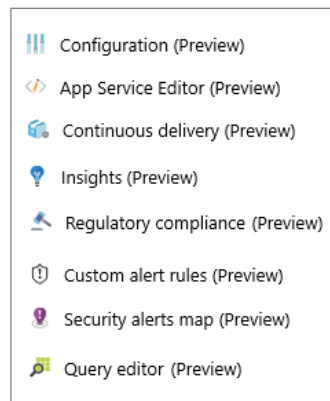 Configuration (Preview)
App Service Editor (Preview)
Continuous delivery (Preview)
Insights (Preview)
Regulatory compliance (Preview)
Custom alert rules (Preview)
Security alerts map (Preview)
Query editor (Preview)